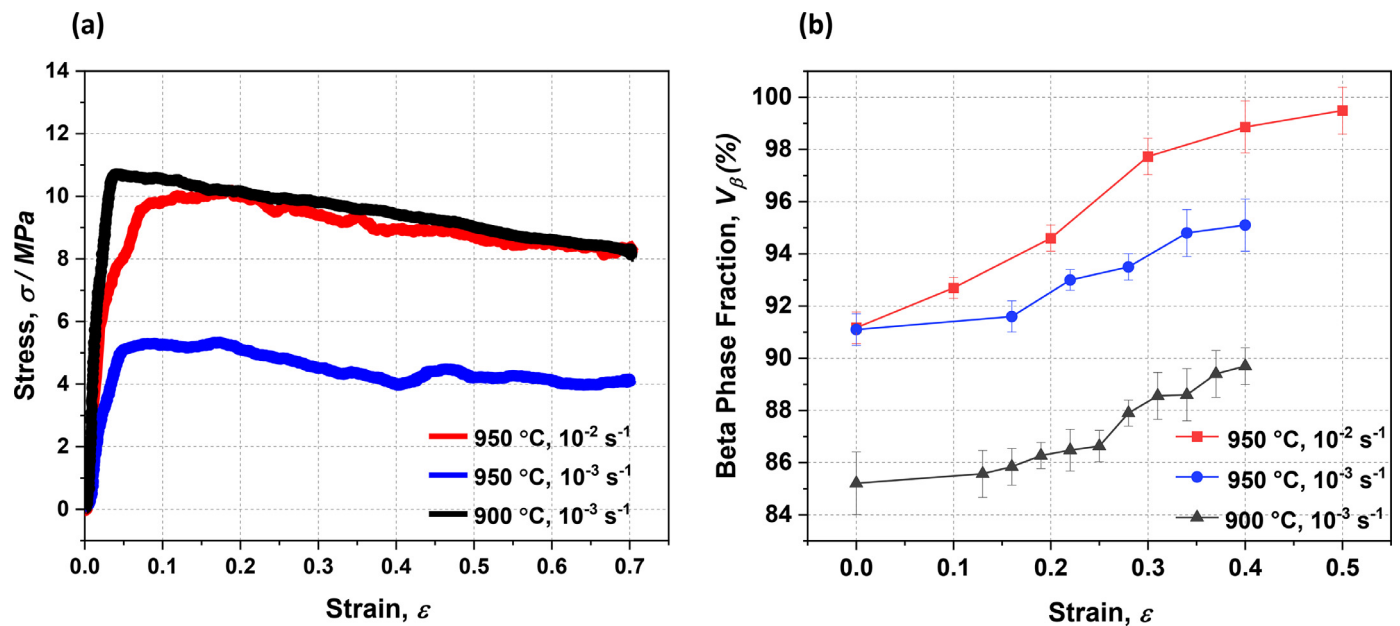 (a)
Stress, σ / MPa
14
12
10
8
6
4
2
0
0.0 0.1 0.2 0.3 0.4 0.5 0.6 0.7
Strain, ε
950 °C, 10⁻² s⁻¹
950 °C, 10⁻³ s⁻¹
900 °C, 10⁻³ s⁻¹
(b)
Beta Phase Fraction, Vᵦ(%)
100
98
96
95
92
90
88
86
84
0.0 0.1 0.2 0.3 0.4 0.5
Strain, ε
950 °C, 10⁻² s⁻¹
950 °C, 10⁻³ s⁻¹
900 °C, 10⁻³ s⁻¹